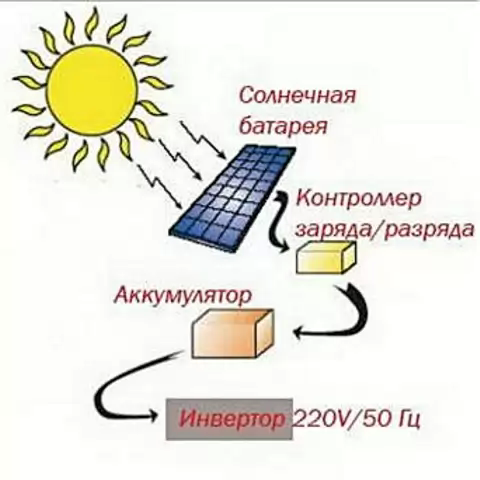 Солнечная
батарея
Контроллер
заряда/разряда
Аккумулятор
Инвертор 220V/50 Гц